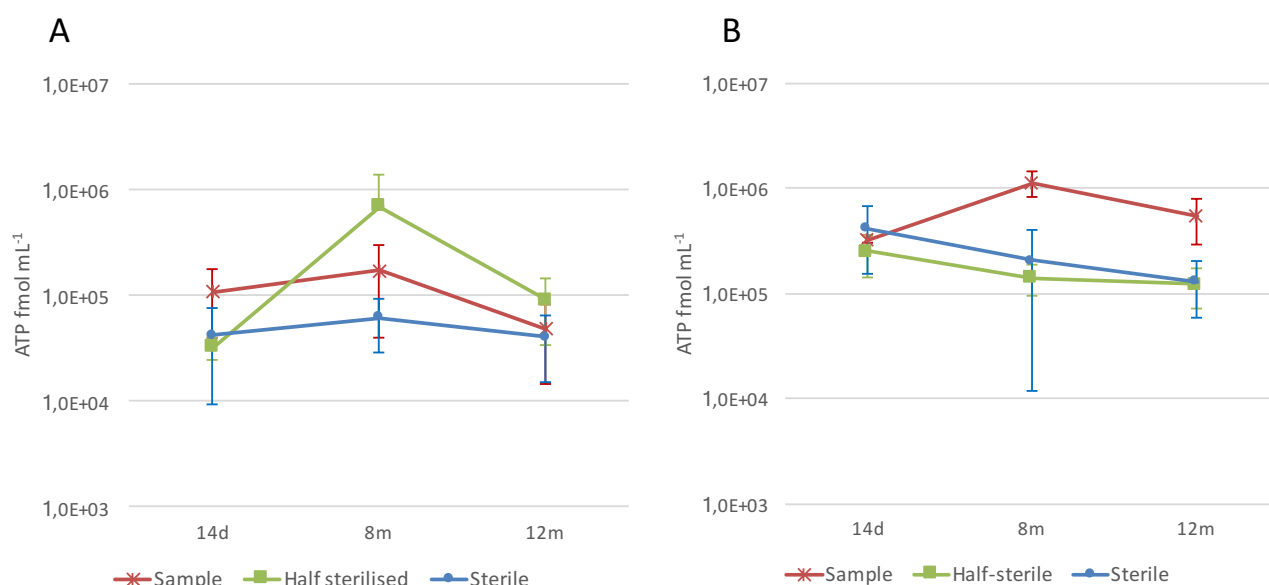 A
1,0E+07
1,0E+06
1,0E+05
1,0E+04
1,0E+03
ATP fmol mL-1
14d 8m 12m
Sample Half sterilised Sterile
B
1,0E+07
1,0E+06
1,0E+05
1,0E+04
1,0E+03
ATP fmol mL-1
14d 8m 12m
Sample Half-sterile Sterile